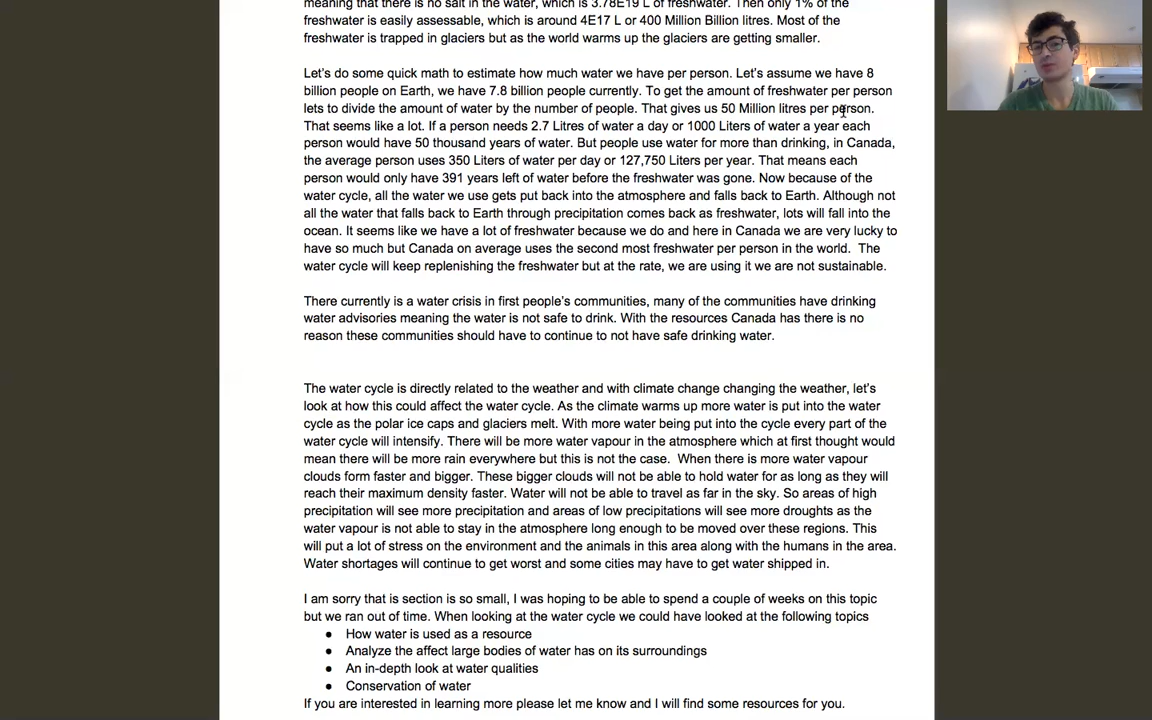 meaning that there is no salt in the water, which is 3.78E19 L of freshwater. Then only 1% of the
freshwater is easily assessable, which is around 4E17 L or 400 Million Billion litres. Most of the
freshwater is trapped in glaciers but as the world warms up the glaciers are getting smaller.
Let's do some quick math to estimate how much water we have per person. Let's assume we have 8
billion people on Earth, we have 7.8 billion people currently. To get the amount of freshwater per person
lets to divide the amount of water by the number of people. That gives us 50 Million litres per person.
That seems like a lot. If a person needs 2.7 Litres of water a day or 1000 Liters of water a year each
person would have 50 thousand years of water. But people use water for more than drinking, in Canada,
the average person uses 350 Liters of water per day or 127,750 Liters per year. That means each
person would only have 391 years left of water before the freshwater was gone. Now because of the
water cycle, all the water we use gets put back into the atmosphere and falls back to Earth. Although not
all the water that falls back to Earth through precipitation comes back as freshwater, lots will fall into the
ocean. It seems like we have a lot of freshwater because we do and here in Canada we are very lucky to
have so much but Canada on average uses the second most freshwater per person in the world.  The
water cycle will keep replenishing the freshwater but at the rate, we are using it we are not sustainable.
There currently is a water crisis in first people's communities, many of the communities have drinking
water advisories meaning the water is not safe to drink. With the resources Canada has there is no
reason these communities should have to continue to not have safe drinking water.
The water cycle is directly related to the weather and with climate change changing the weather, let's
look at how this could affect the water cycle. As the climate warms up more water is put into the water
cycle as the polar ice caps and glaciers melt. With more water being put into the cycle every part of the
water cycle will intensify. There will be more water vapour in the atmosphere which at first thought would
mean there will be more rain everywhere but this is not the case.  When there is more water vapour
clouds form faster and bigger. These bigger clouds will not be able to hold water for as long as they will
reach their maximum density faster. Water will not be able to travel as far in the sky. So areas of high
precipitation will see more precipitation and areas of low precipitations will see more droughts as the
water vapour is not able to stay in the atmosphere long enough to be moved over these regions. This
will put a lot of stress on the environment and the animals in this area along with the humans in the area.
Water shortages will continue to get worst and some cities may have to get water shipped in.
I am sorry that is section is so small, I was hoping to be able to spend a couple of weeks on this topic
but we ran out of time. When looking at the water cycle we could have looked at the following topics
● How water is used as a resource
● Analyze the affect large bodies of water has on its surroundings
● An in-depth look at water qualities
● Conservation of water
If you are interested in learning more please let me know and I will find some resources for you.